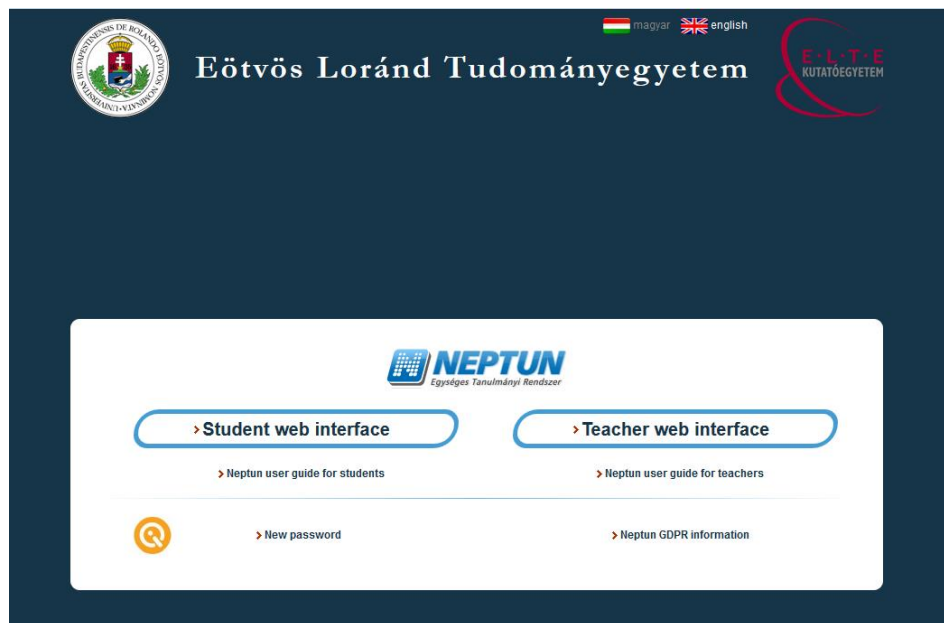 magyar english
Eötvös Loránd Tudományegyetem
E·L·T·E
KUTATÓEGYETEM
NEPTUN
Egységes Tanulmányi Rendszer
Student web interface
Teacher web interface
Neptun user guide for students
Neptun user guide for teachers
New password
Neptun GDPR information